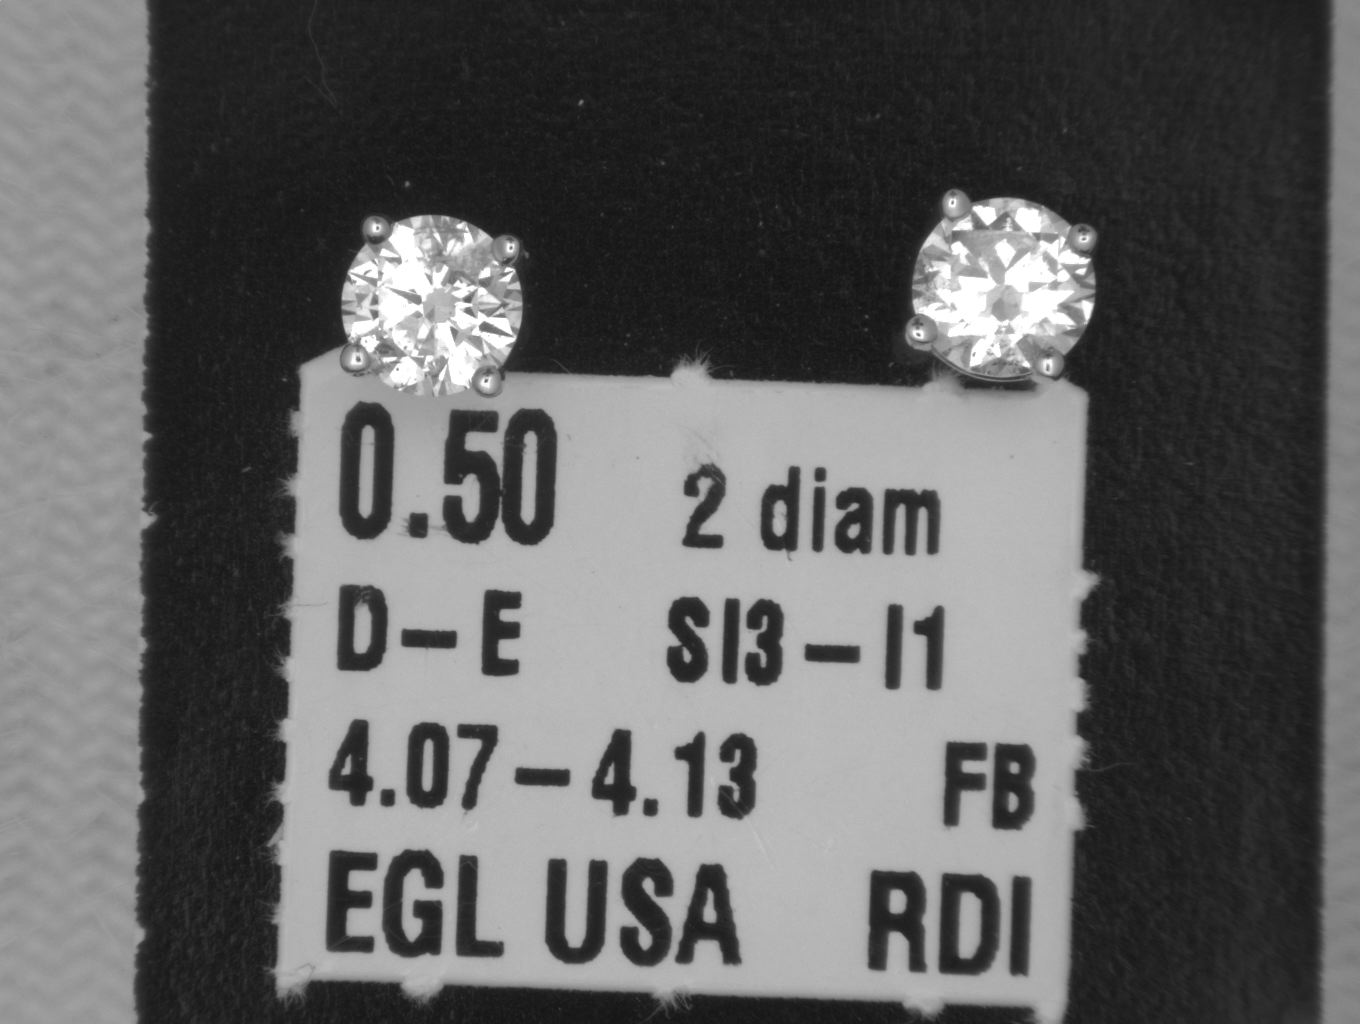 0.50 2 diam
D-E SI3-I1
4.07-4.13 FB
EGL USA RDI